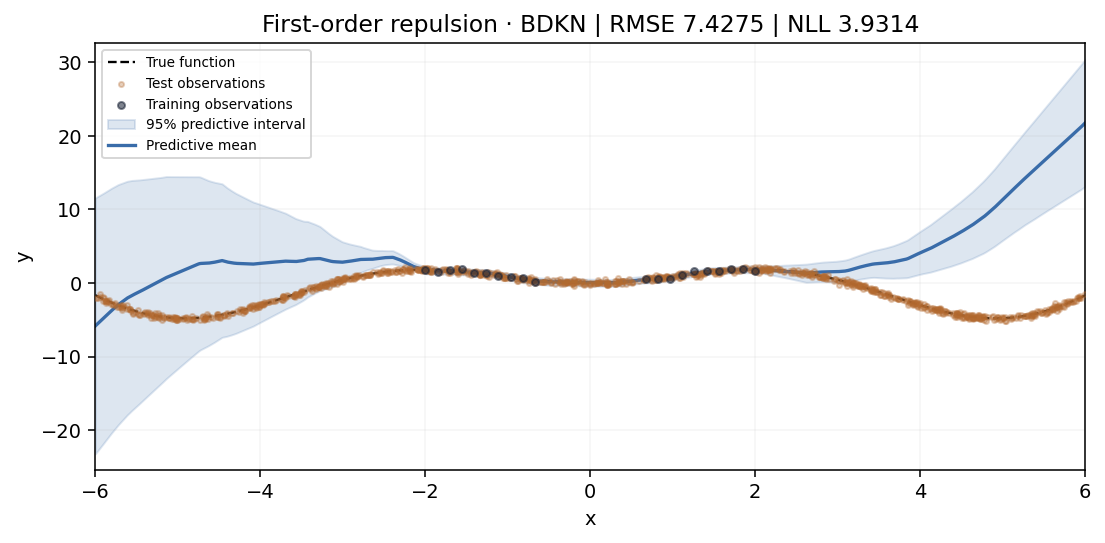 First-order repulsion · BDKN | RMSE 7.4275 | NLL 3.9314
True function
Test observations
Training observations
95% predictive interval
Predictive mean
30
20
10
0
−10
−20
y
−6 −4 −2 0 2 4 6
x